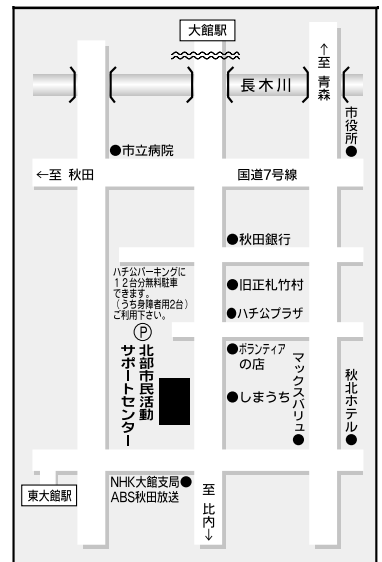 大館駅
↑至 青森
長木川
市役所
●市立病院
←至 秋田
国道7号線
●秋田銀行
ハチ公パーキングに
12台分無料駐車
できます。
(うち身障者用2台)
ご利用下さい。
●旧正札竹村
●ハチ公プラザ
Ⓟ
北部市民活動
サポートセンター
●ボランティア
の店
●しまうち
マックスバリュ●
秋北ホテル●
東大館駅
NHK大館支局●
ABS秋田放送
至 比内↓